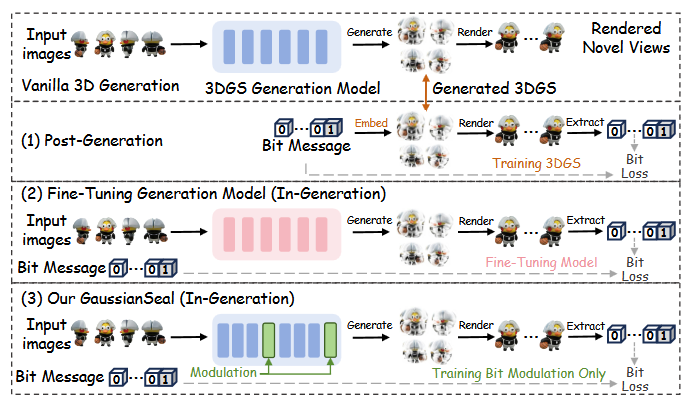 Input images
Generate
Render
Rendered Novel Views
Vanilla 3D Generation
3DGS Generation Model
Generated 3DGS
(1) Post-Generation
0 ... 0 1
Bit Message
Embed
Render
Extract
0 ... 0 1
Training 3DGS
Bit Loss
(2) Fine-Tuning Generation Model (In-Generation)
Input images
Generate
Render
Extract
0 ... 0 1
Bit Message 0 ... 0 1
Fine-Tuning Model
Bit Loss
(3) Our GaussianSeal (In-Generation)
Input images
Generate
Render
Extract
0 ... 0 1
Bit Message 0 ... 0 1
Modulation
Training Bit Modulation Only
Bit Loss